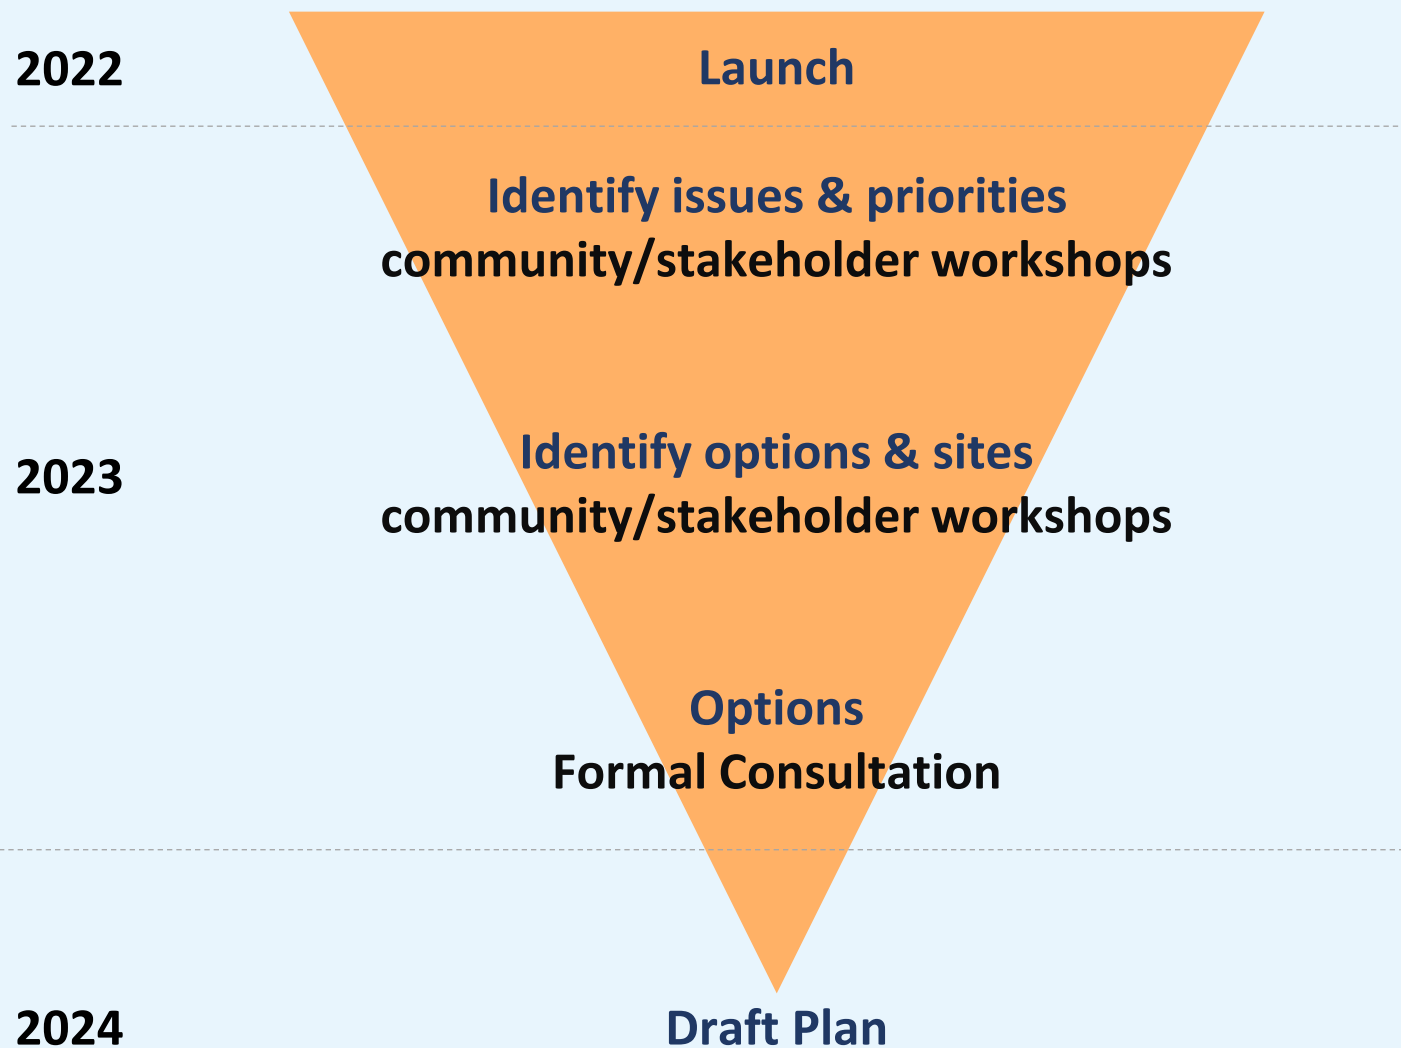 2022
Launch
Identify issues & priorities
community/stakeholder workshops
2023
Identify options & sites
community/stakeholder workshops
Options
Formal Consultation
2024
Draft Plan